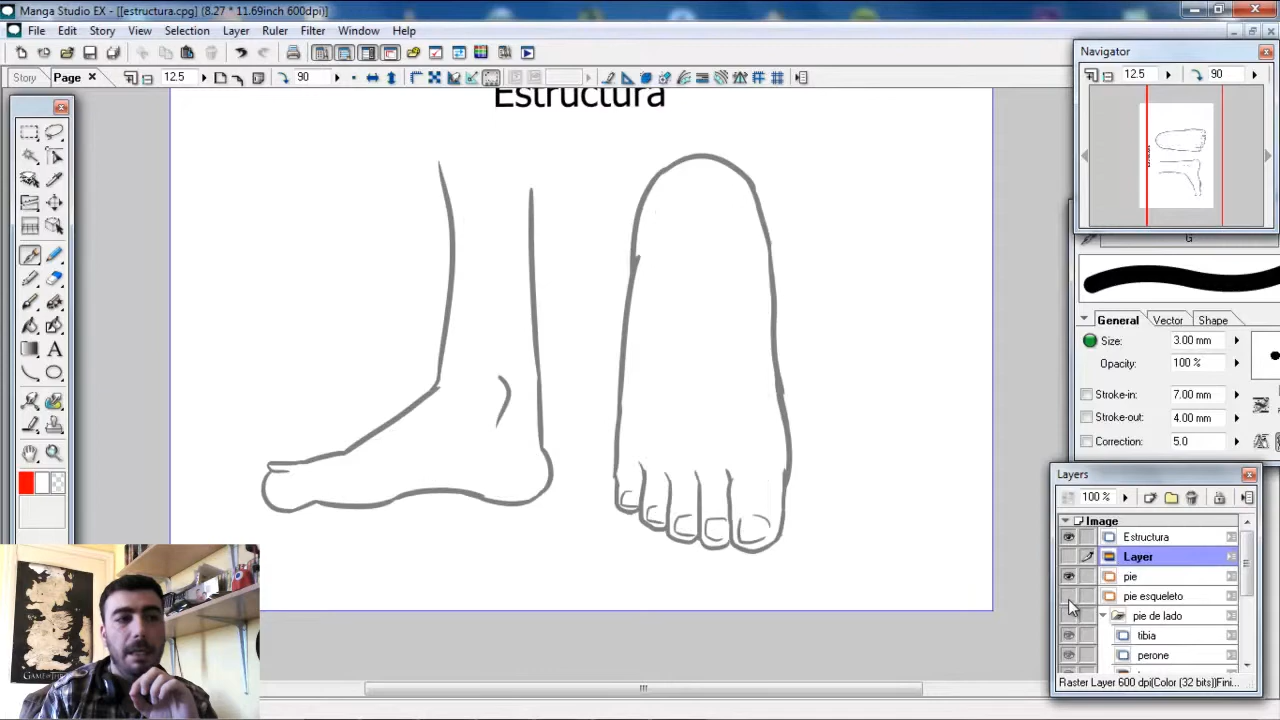 Manga Studio EX - [[estructura.cpg] (8.27 * 11.69inch 600dpi)]
File Edit Story View Selection Layer Ruler Filter Window Help
Story Page 12.5 90
Estructura
Navigator
12.5 90
G
General Vector Shape
Size: 3.00 mm
Opacity: 100 %
Stroke-in: 7.00 mm
Stroke-out: 4.00 mm
Correction: 5.0
Layers
100 %
Image
Estructura
Layer
pie
pie esqueleto
pie de lado
tibia
perone
Raster Layer 600 dpi(Color (32 bits))Fini...
GAME OF THRONES